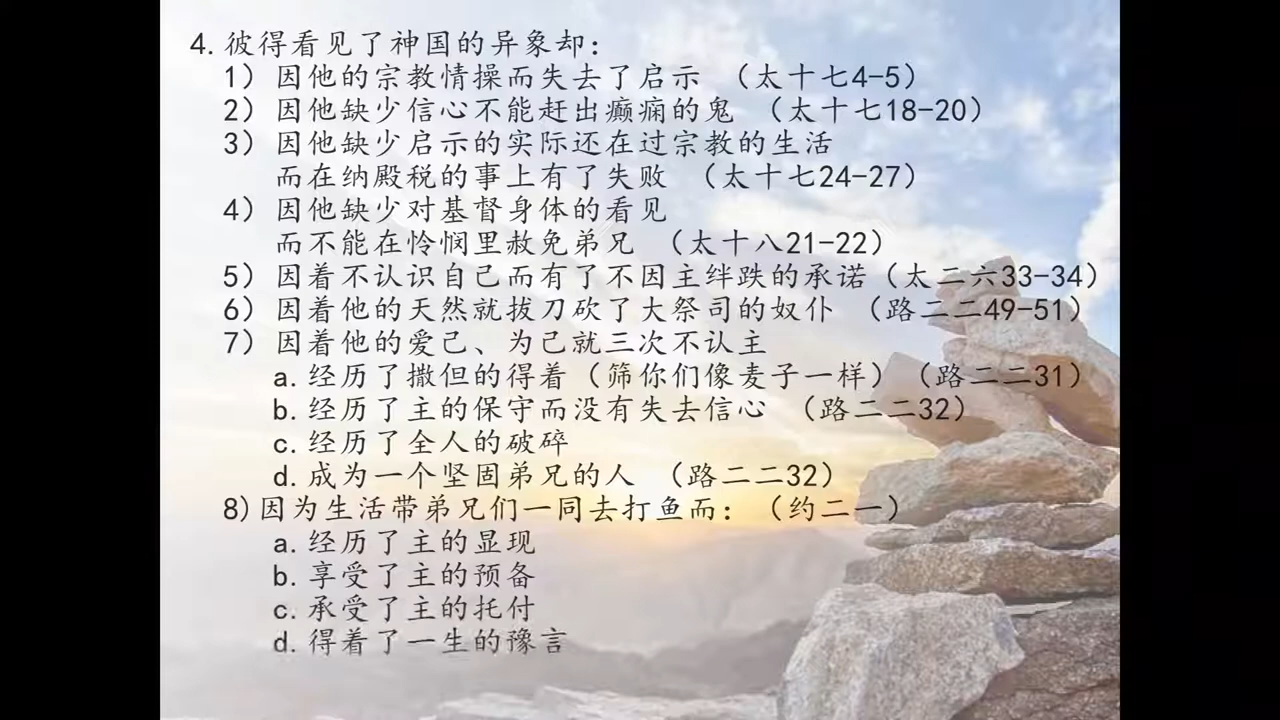 4. 彼得看见了神国的异象却：
1) 因他的宗教情操而失去了启示 （太十七4-5）
2) 因他缺少信心不能赶出癫痫的鬼 （太十七18-20）
3) 因他缺少启示的实际还在过宗教的生活
而在纳殿税的事上有了失败 （太十七24-27）
4) 因他缺少对基督身体的看见
而不能在怜悯里赦免弟兄 （太十八21-22）
5) 因着不认识自己而有了不因主绊跌的承诺（太二六33-34）
6) 因着他的天然就拔刀砍了大祭司的奴仆 （路二二49-51）
7) 因着他的爱己、为己就三次不认主
a. 经历了撒但的得着（筛你们像麦子一样）（路二二31）
b. 经历了主的保守而没有失去信心 （路二二32）
c. 经历了全人的破碎
d. 成为一个坚固弟兄的人 （路二二32）
8)因为生活带弟兄们一同去打鱼而：（约二一）
a. 经历了主的显现
b. 享受了主的预备
c. 承受了主的托付
d. 得着了一生的豫言